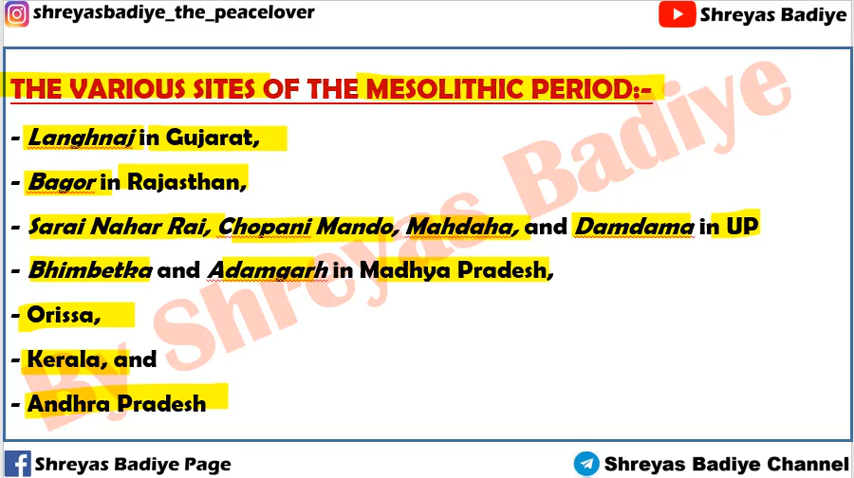 shreyasbadiye_the_peacelover
Shreyas Badiye
THE VARIOUS SITES OF THE MESOLITHIC PERIOD:-
- Langhnaj in Gujarat,
- Bagor in Rajasthan,
- Sarai Nahar Rai, Chopani Mando, Mahdaha, and Damdama in UP
- Bhimbetka and Adamgarh in Madhya Pradesh,
- Orissa,
- Kerala, and
- Andhra Pradesh
By Shreyas Badiye
Shreyas Badiye Page
Shreyas Badiye Channel